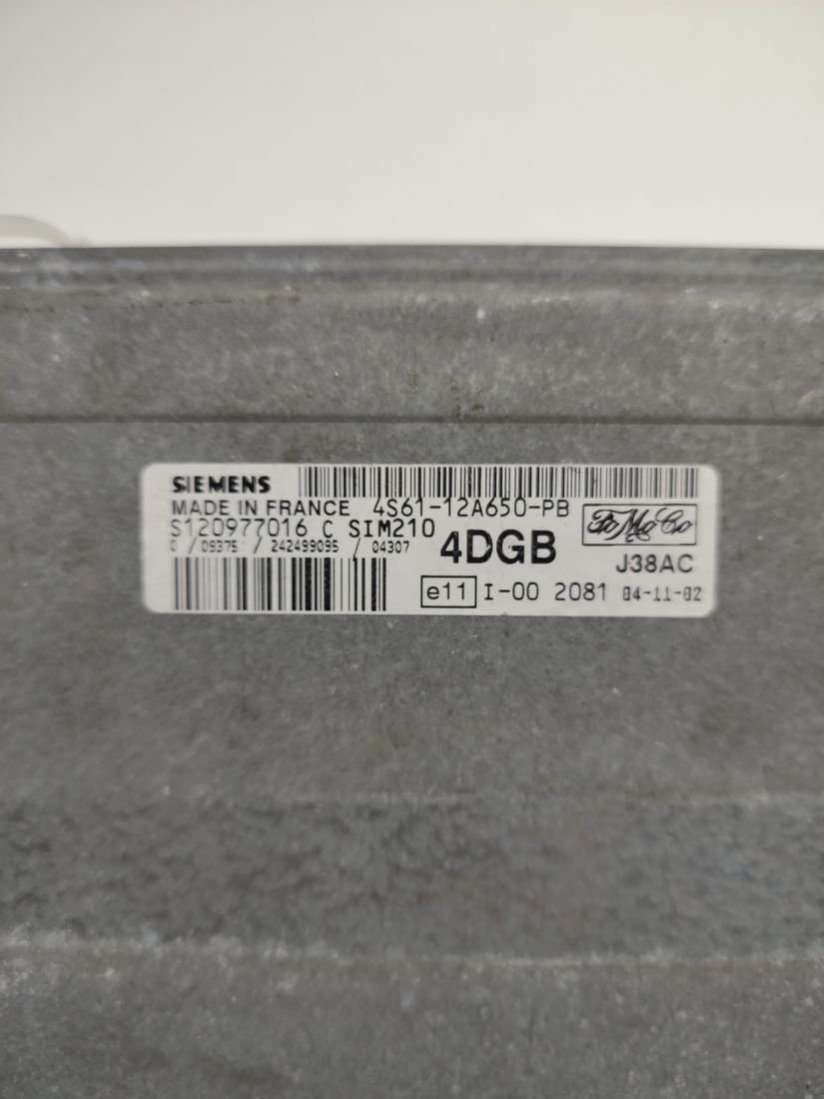 SIEMENS
MADE IN FRANCE 4S61-12A650-PB
S120977016 C SIM210
FoMoCo
0 / 09375 / 242499095 / 04307
4DGB
J38AC
e11 I-00 2081 04-11-02